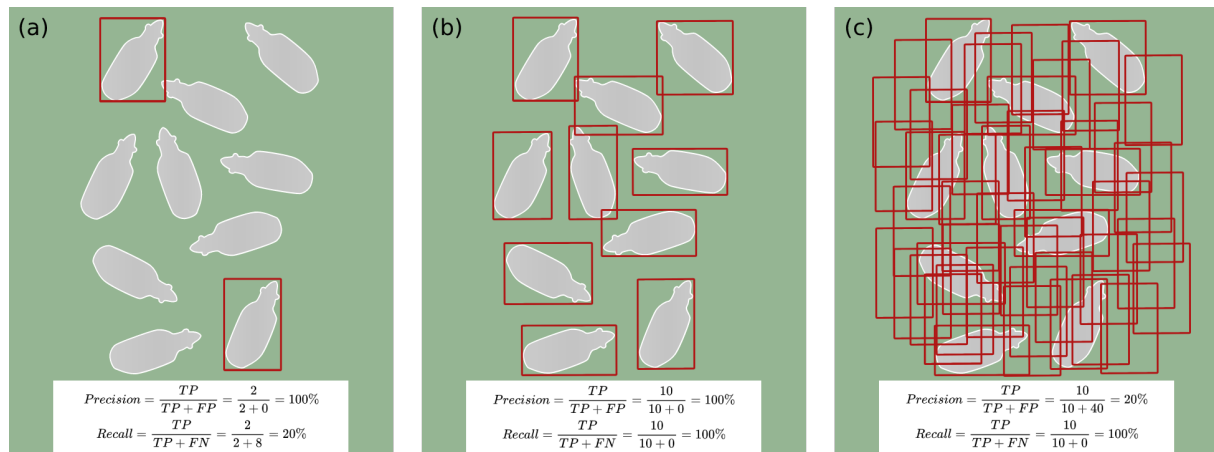 (a)
Precision = TP / (TP + FP) = 2 / (2 + 0) = 100%
Recall = TP / (TP + FN) = 2 / (2 + 8) = 20%
(b)
Precision = TP / (TP + FP) = 10 / (10 + 0) = 100%
Recall = TP / (TP + FN) = 10 / (10 + 0) = 100%
(c)
Precision = TP / (TP + FP) = 10 / (10 + 40) = 20%
Recall = TP / (TP + FN) = 10 / (10 + 0) = 100%